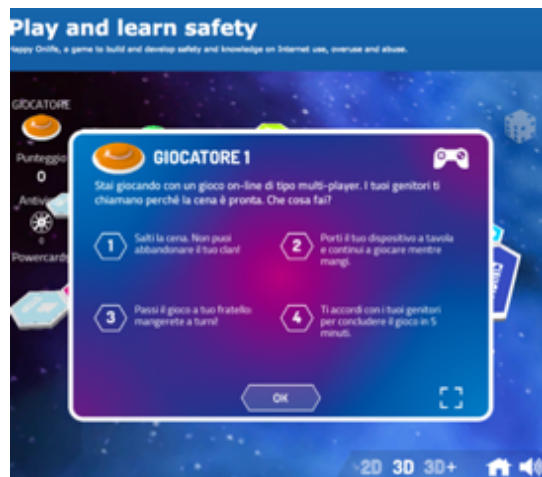 Play and learn safety
Happy Onlife, a game to build and develop safety and knowledge on Internet use, overuse and abuse.
GIOCATORE
Punteggio
0
Antivi
0
Powercards
GIOCATORE 1
Stai giocando con un gioco on-line di tipo multi-player. I tuoi genitori ti
chiamano perché la cena è pronta. Che cosa fai?
1
Salti la cena. Non puoi
abbandonare il tuo clan!
2
Porti il tuo dispositivo a tavola
e continui a giocare mentre
mangi.
3
Passi il gioco a tuo fratello:
mangerete a turni!
4
Ti accordi con i tuoi genitori
per concludere il gioco in 5
minuti.
OK
2D 3D 3D+